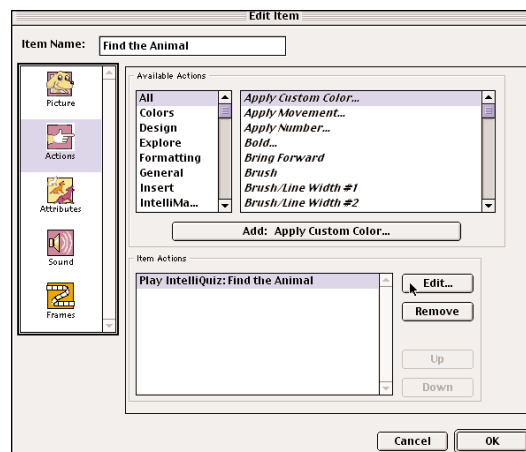 Edit Item
Item Name:
Find the Animal
Picture
Actions
Attributes
Sound
Frames
Available Actions
All
Colors
Design
Explore
Formatting
General
Insert
IntelliMa...
Apply Custom Color...
Apply Movement...
Apply Number...
Bold...
Bring Forward
Brush
Brush/Line Width #1
Brush/Line Width #2
Add: Apply Custom Color...
Item Actions
Play IntelliQuiz: Find the Animal
Edit...
Remove
Up
Down
Cancel
OK